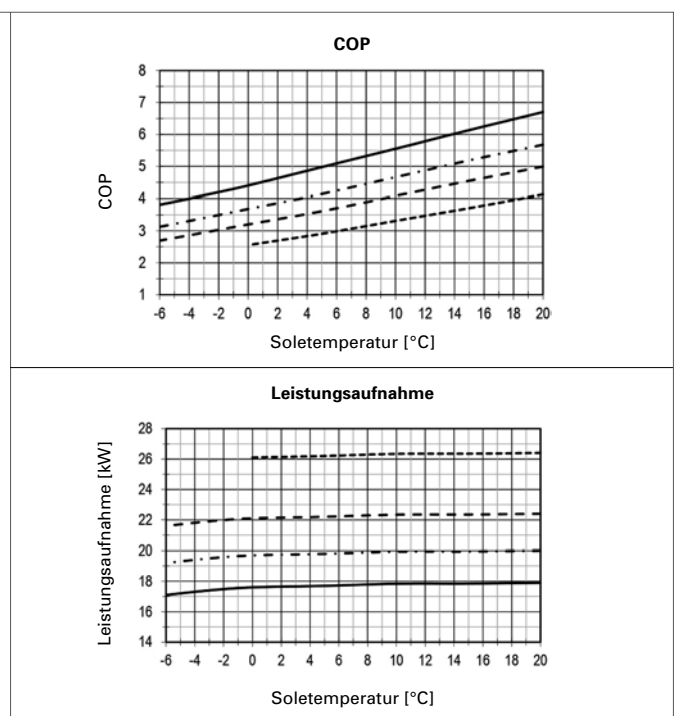 COP
8
7
6
5
4
3
2
1
COP
-6 -4 -2 0 2 4 6 8 10 12 14 16 18 20
Soletemperatur [°C]
Leistungsaufnahme
28
26
24
22
20
18
16
14
Leistungsaufnahme [kW]
-6 -4 -2 0 2 4 6 8 10 12 14 16 18 20
Soletemperatur [°C]